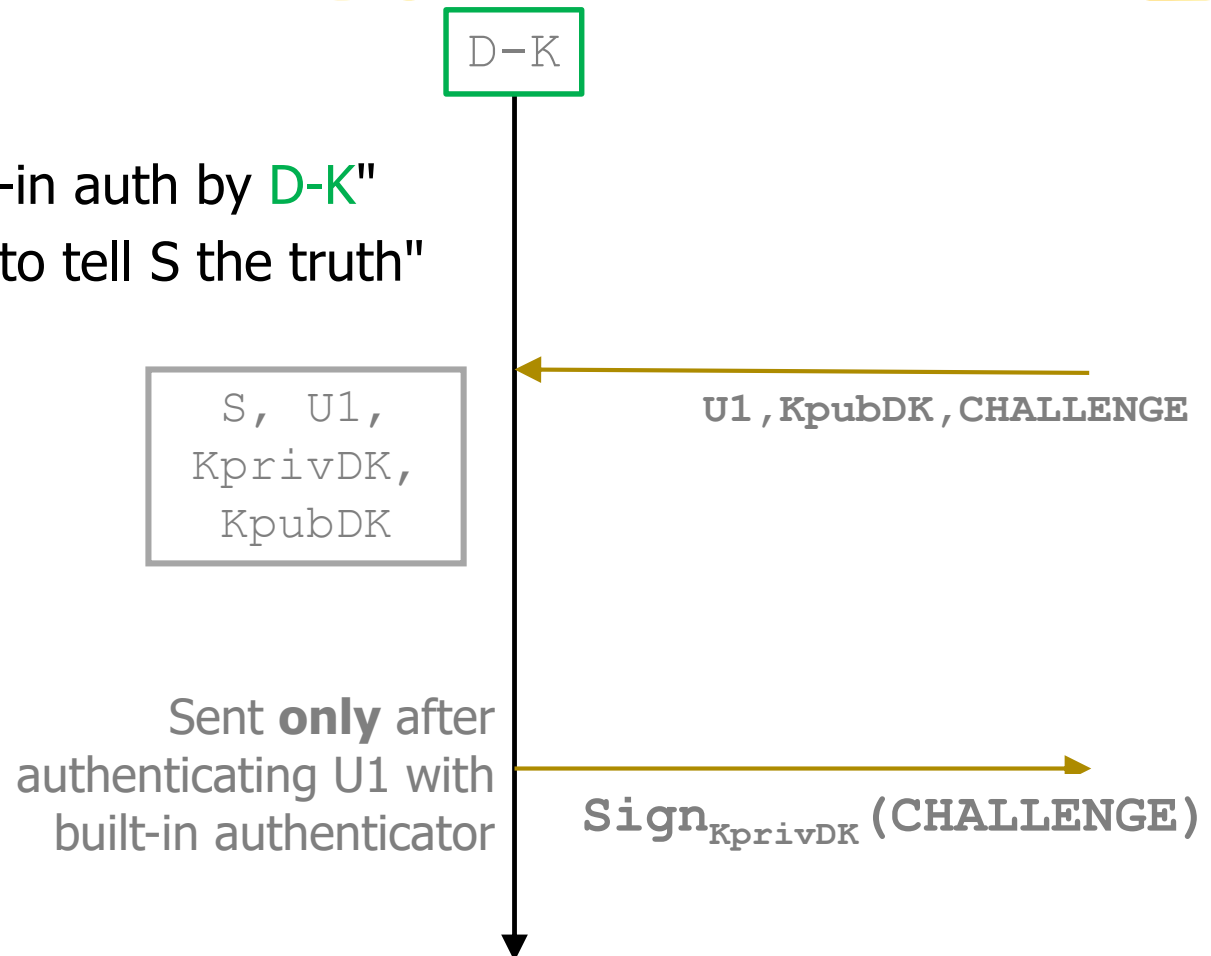 D-K
-in auth by D-K"
to tell S the truth"
U1,KpubDK,CHALLENGE
S, U1,
KprivDK,
KpubDK
Sent only after
authenticating U1 with
built-in authenticator
Sign_KprivDK(CHALLENGE)